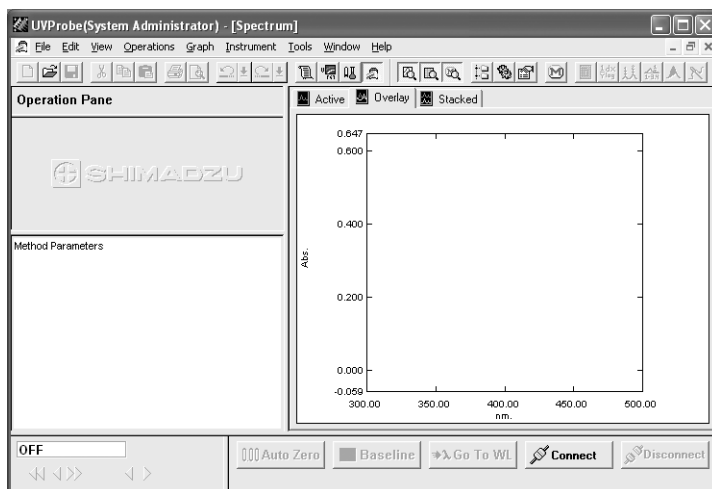 UVProbe(System Administrator) - [Spectrum]
File Edit View Operations Graph Instrument Tools Window Help
Operation Pane
Active Overlay Stacked
SHIMADZU
Method Parameters
0.647
0.600
0.400
0.200
0.000
-0.059
Abs.
300.00 350.00 400.00 450.00 500.00
nm.
OFF
Auto Zero Baseline Go To WL Connect Disconnect